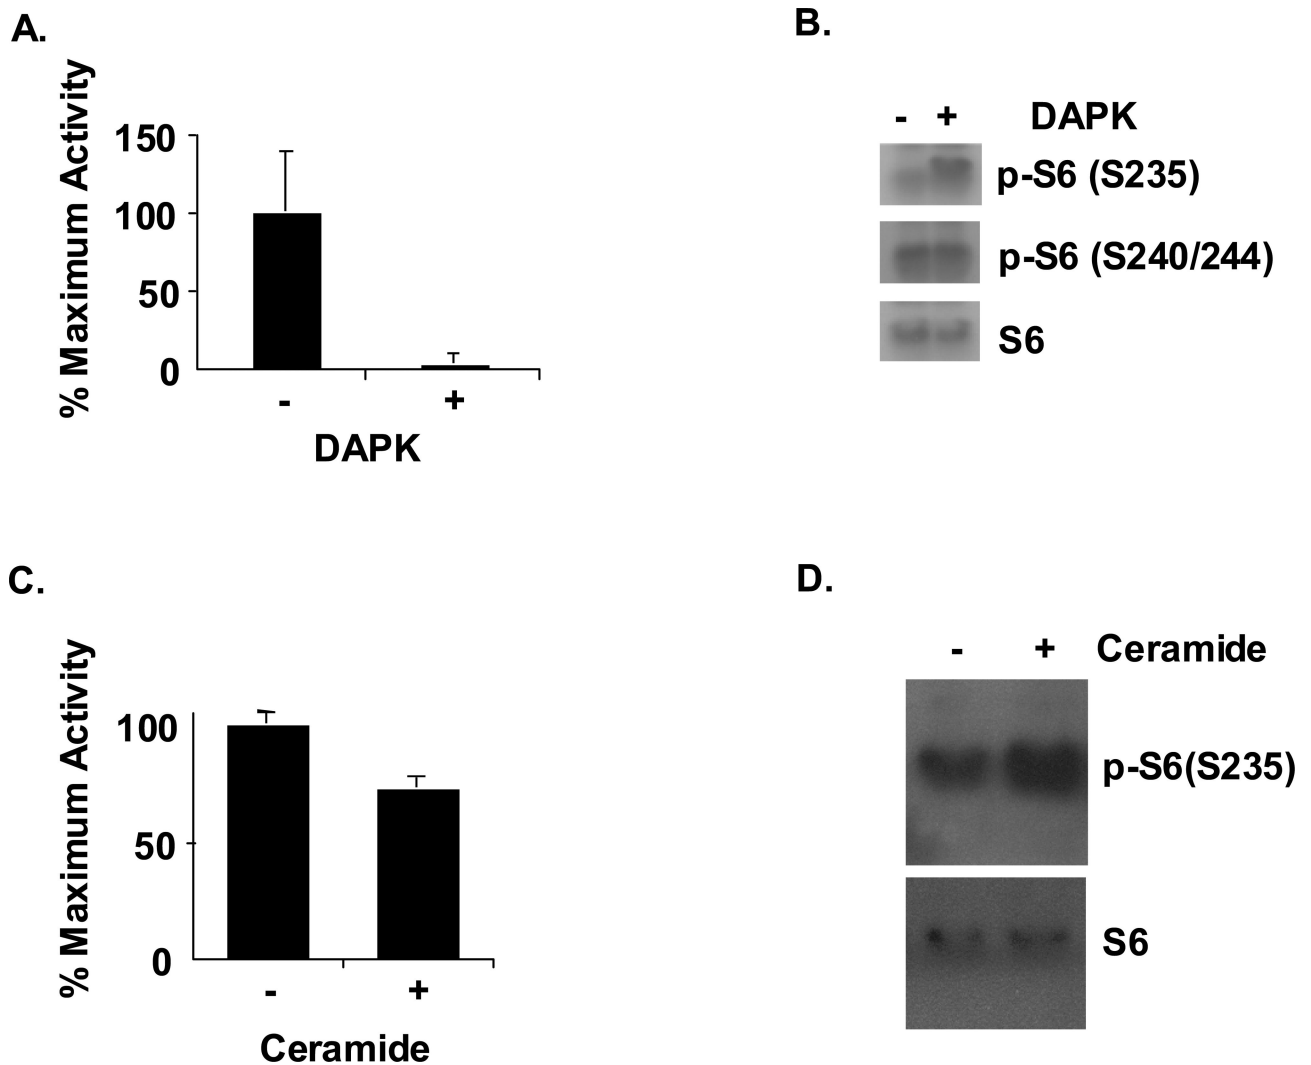 A.
% Maximum Activity
150
100
50
0
- +
DAPK
B.
- + DAPK
p-S6 (S235)
p-S6 (S240/244)
S6
C.
% Maximum Activity
100
50
0
- +
Ceramide
D.
- + Ceramide
p-S6(S235)
S6